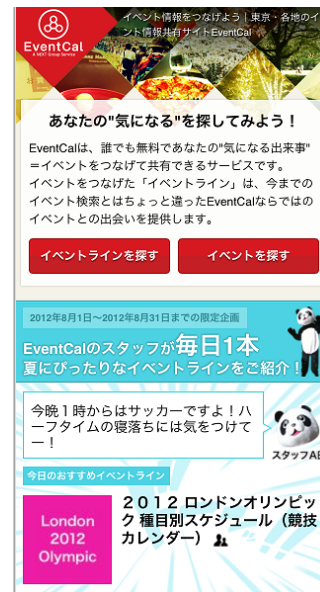 イベント情報をつなげよう｜東京・各地のイ
ント情報共有サイトEventCal
EventCal
A NEXT Group Service
あなたの"気になる"を探してみよう！
EventCalは、誰でも無料であなたの"気になる出来事"
＝イベントをつなげて共有できるサービスです。
イベントをつなげた「イベントライン」は、今までの
イベント検索とはちょっと違ったEventCalならではの
イベントとの出会いを提供します。
イベントラインを探す
イベントを探す
2012年8月1日〜2012年8月31日までの限定企画
EventCalのスタッフが毎日1本
夏にぴったりなイベントラインをご紹介！
今晩１時からはサッカーですよ！ハ
ーフタイムの寝落ちには気をつけて
ー！
スタッフAE
今日のおすすめイベントライン
London
2012
Olympic
２０１２ ロンドンオリンピッ
ク 種目別スケジュール（競技
カレンダー）